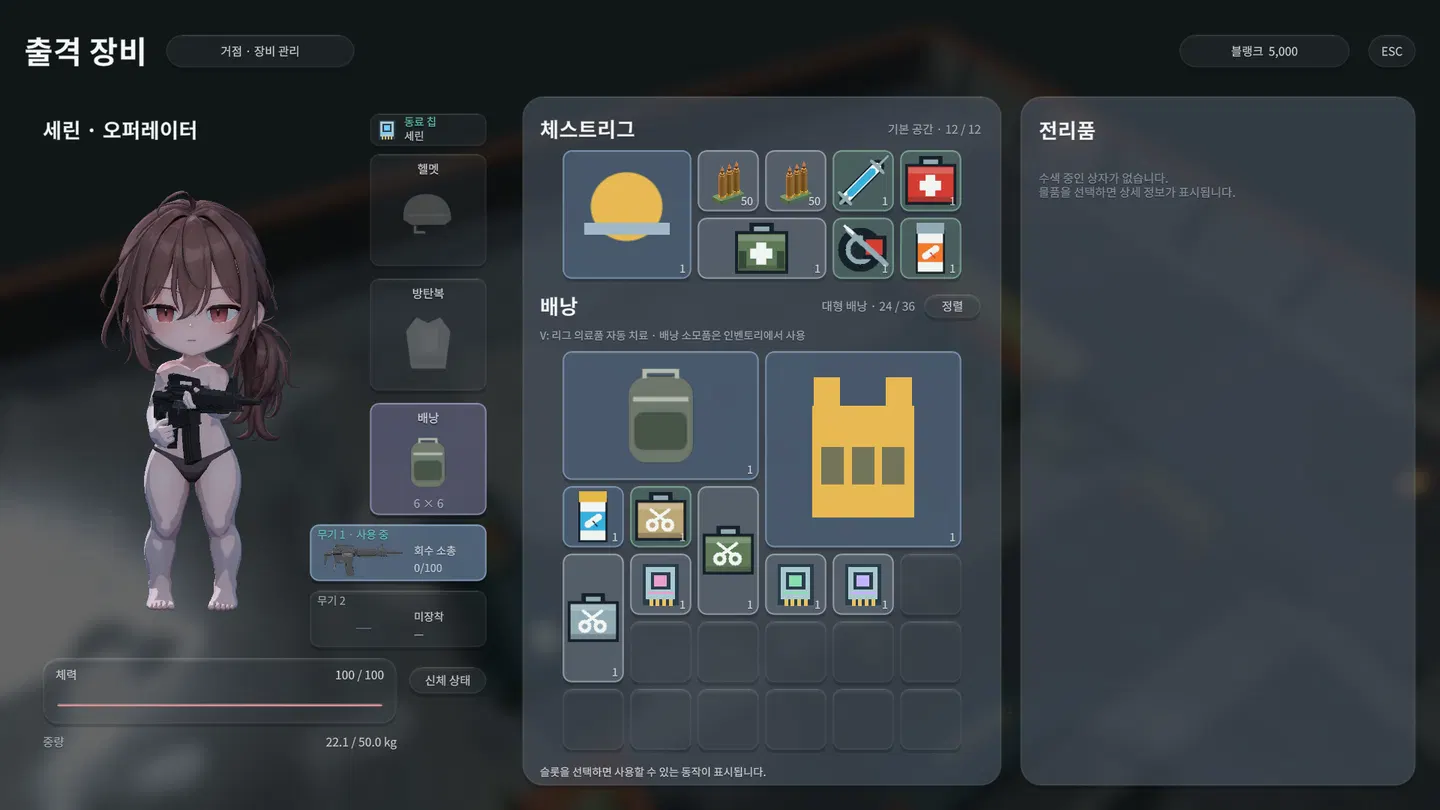 출격 장비
거점 · 장비 관리
블랭크 5,000
ESC
세린 · 오퍼레이터
동료 칩
세린
헬멧
방탄복
배낭
6 × 6
무기 1 · 사용 중
회수 소총
0/100
무기 2
미장착
—
체력
100 / 100
신체 상태
중량
22.1 / 50.0 kg
체스트리그
기본 공간 · 12 / 12
1
50
50
1
1
1
1
1
배낭
대형 배낭 · 24 / 36
정렬
V: 리그 의료품 자동 치료 · 배낭 소모품은 인벤토리에서 사용
1
1
1
1
1
1
1
1
1
슬롯을 선택하면 사용할 수 있는 동작이 표시됩니다.
전리품
수색 중인 상자가 없습니다.
물품을 선택하면 상세 정보가 표시됩니다.